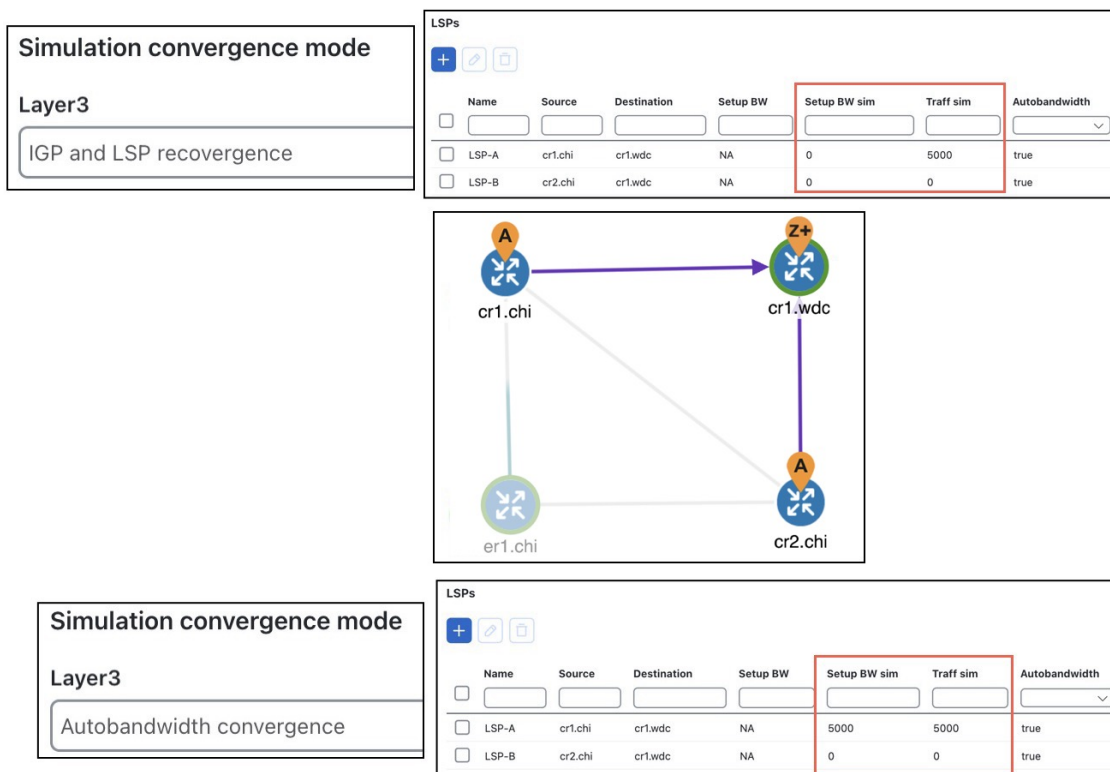 Simulation convergence mode
Layer3
IGP and LSP recovergence
LSPs
+
Name Source Destination Setup BW Setup BW sim Traff sim Autobandwidth
LSP-A cr1.chi cr1.wdc NA 0 5000 true
LSP-B cr2.chi cr1.wdc NA 0 0 true
A Z+
cr1.chi cr1.wdc
A
er1.chi cr2.chi
Simulation convergence mode
Layer3
Autobandwidth convergence
LSPs
+
Name Source Destination Setup BW Setup BW sim Traff sim Autobandwidth
LSP-A cr1.chi cr1.wdc NA 5000 5000 true
LSP-B cr2.chi cr1.wdc NA 0 0 true